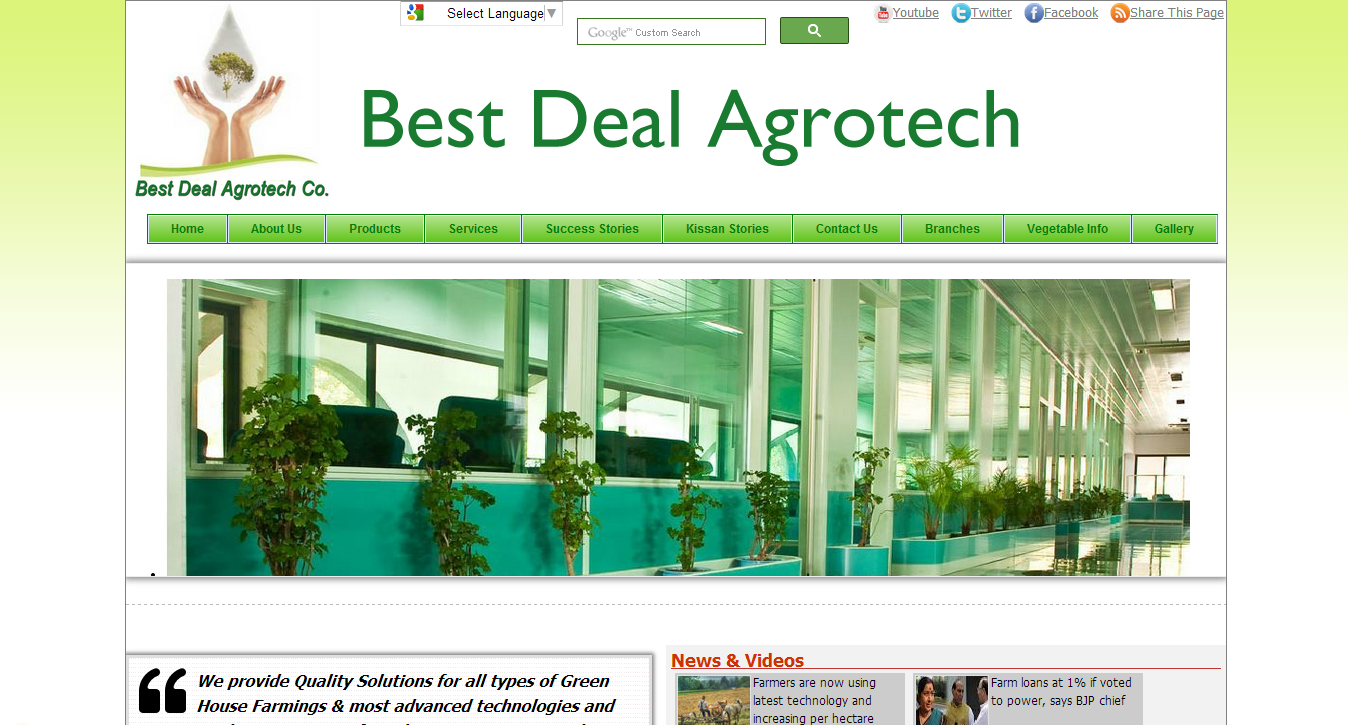 Select Language ▼
Google™ Custom Search
Youtube Twitter Facebook Share This Page
Best Deal Agrotech
Best Deal Agrotech Co.
Home About Us Products Services Success Stories Kissan Stories Contact Us Branches Vegetable Info Gallery
We provide Quality Solutions for all types of Green
House Farmings & most advanced technologies and
News & Videos
Farmers are now using
latest technology and
increasing per hectare
Farm loans at 1% if voted
to power, says BJP chief